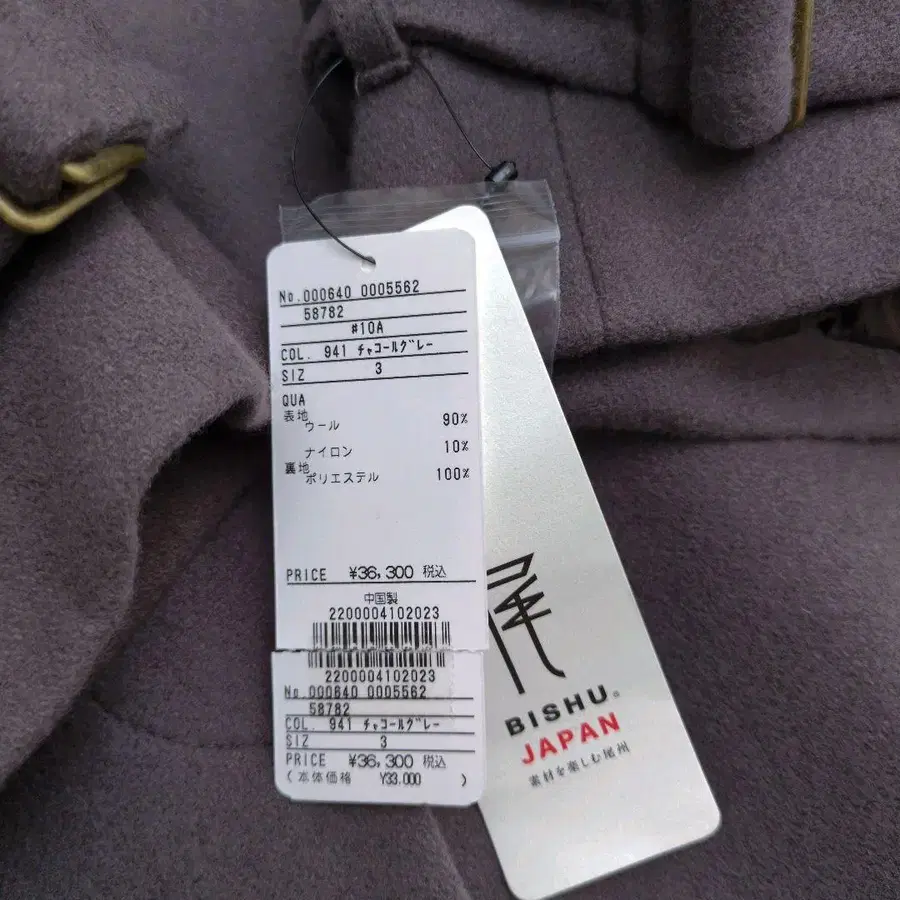 No.000640 0005562
58782
#10A
COL. 941 ﾁｬｺｰﾙｸﾞﾚｰ
SIZ 3
QUA
表地
ウール 90%
ナイロン 10%
裏地
ポリエステル 100%
PRICE ¥36,300 税込
中国製
2200004102023
2200004102023
No.000640 0005562
58782
COL. 941 ﾁｬｺｰﾙｸﾞﾚｰ
SIZ 3
PRICE ¥36,300 税込
(本体価格 ¥33.000 )
尾
BISHU®
JAPAN
素材を楽しむ尾州